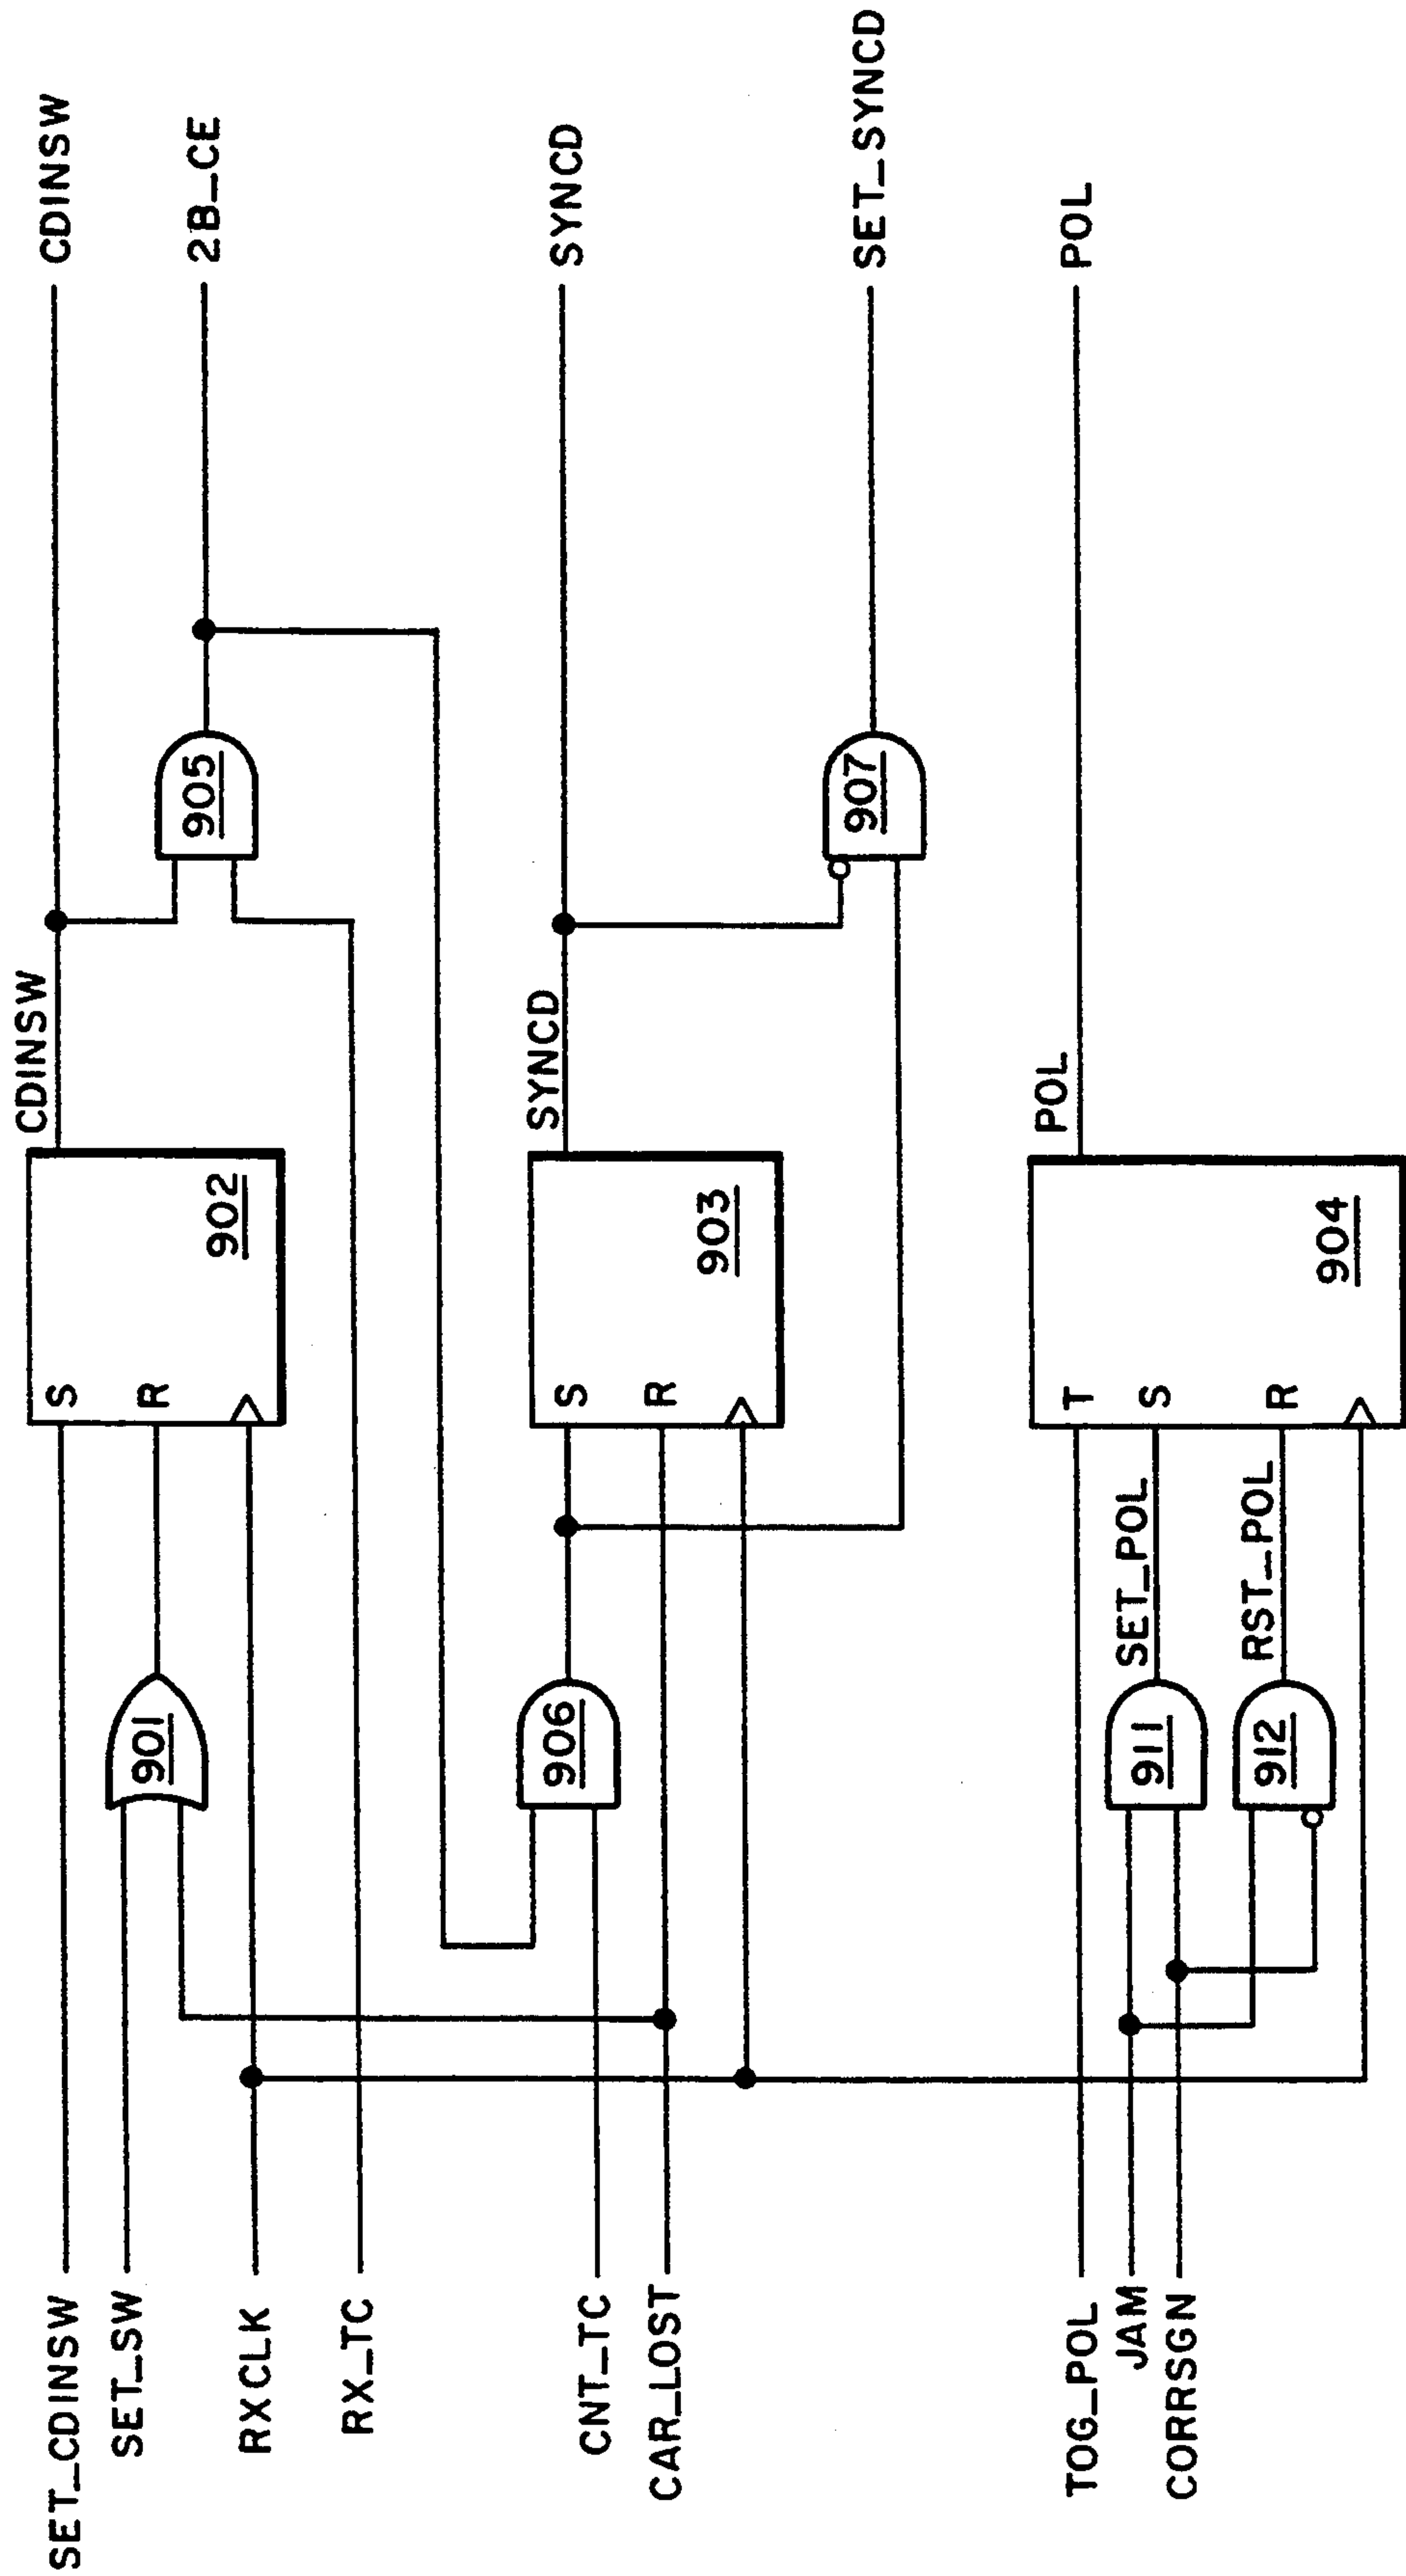 SET_CDINSW
SET_SW
RXCLK
RX_TC
CNT_TC
CAR_LOST
TOG_POL
JAM
CORRSGN
901
906
911
912
SET_POL
RST_POL
S
R
902
S
R
903
T
S
R
904
CDINSW
SYNCD
POL
905
907
CDINSW
2B_CE
SYNCD
SET_SYNCD
POL